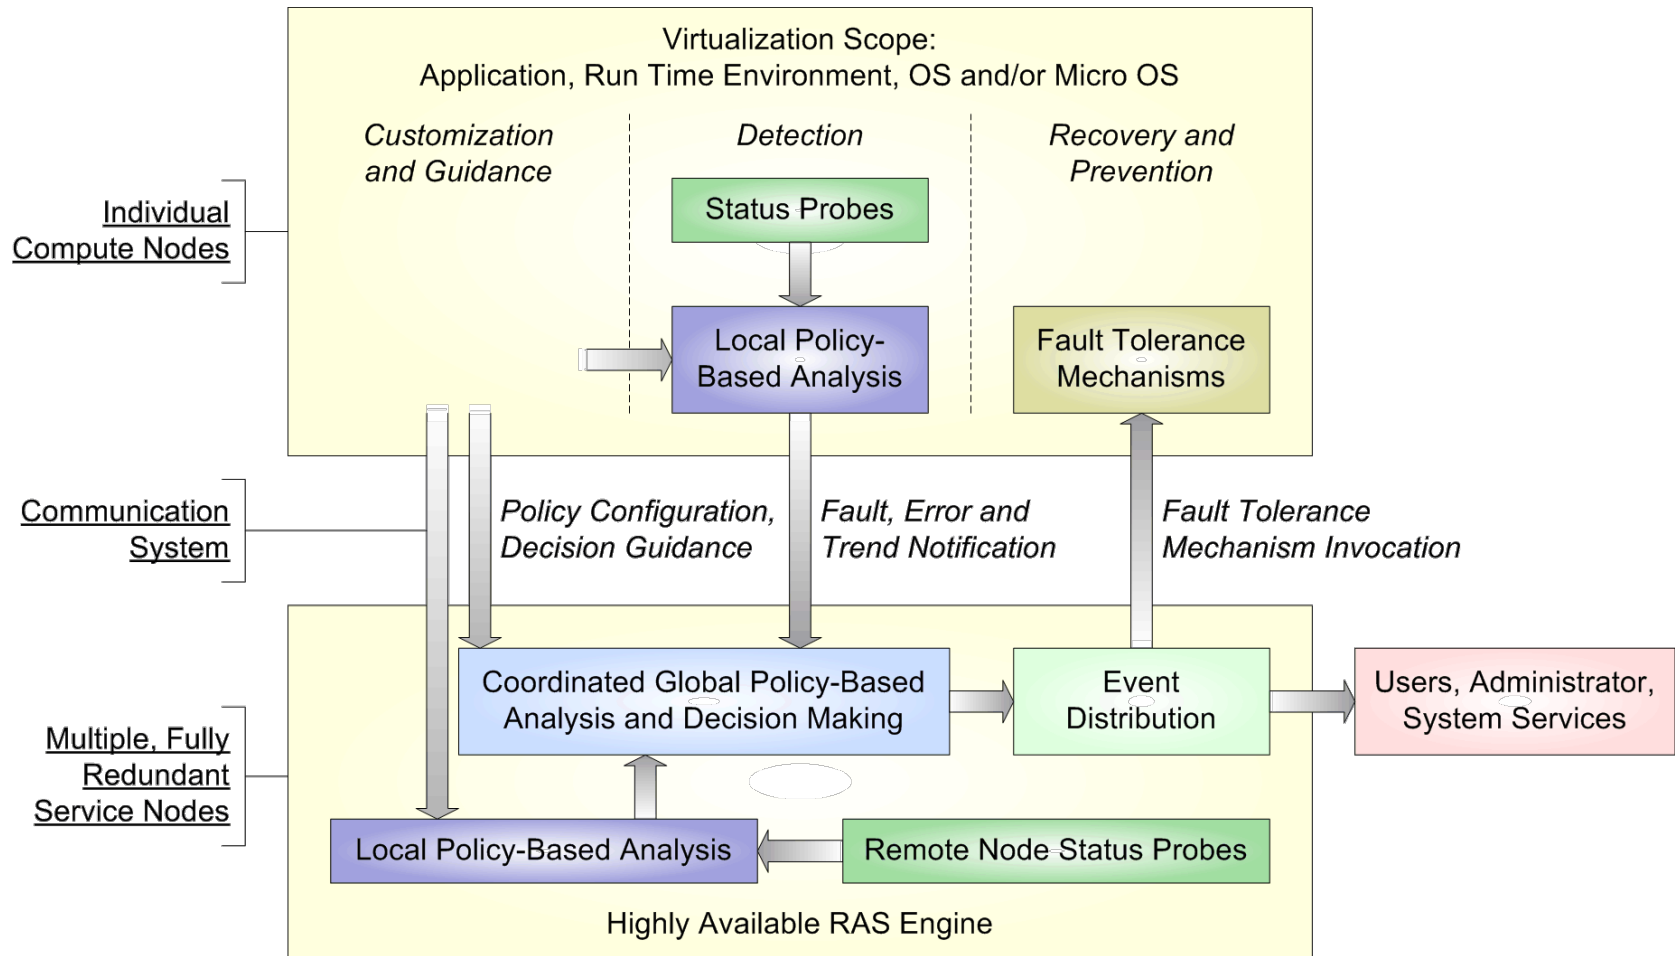 Virtualization Scope:
Application, Run Time Environment, OS and/or Micro OS
Customization
and Guidance
Detection
Recovery and
Prevention
Individual
Compute Nodes
Status Probes
Local Policy-
Based Analysis
Fault Tolerance
Mechanisms
Communication
System
Policy Configuration,
Decision Guidance
Fault, Error and
Trend Notification
Fault Tolerance
Mechanism Invocation
Multiple, Fully
Redundant
Service Nodes
Coordinated Global Policy-Based
Analysis and Decision Making
Event
Distribution
Users, Administrator,
System Services
Local Policy-Based Analysis
Remote Node Status Probes
Highly Available RAS Engine